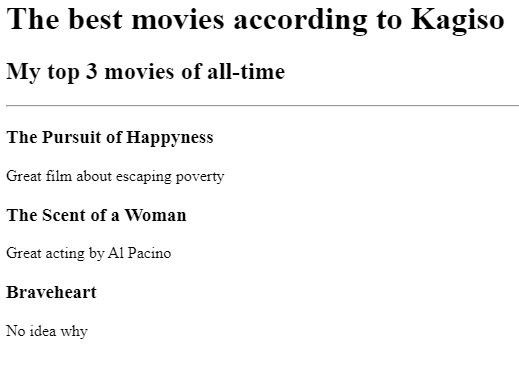 The best movies according to Kagiso
My top 3 movies of all-time
The Pursuit of Happyness
Great film about escaping poverty
The Scent of a Woman
Great acting by Al Pacino
Braveheart
No idea why